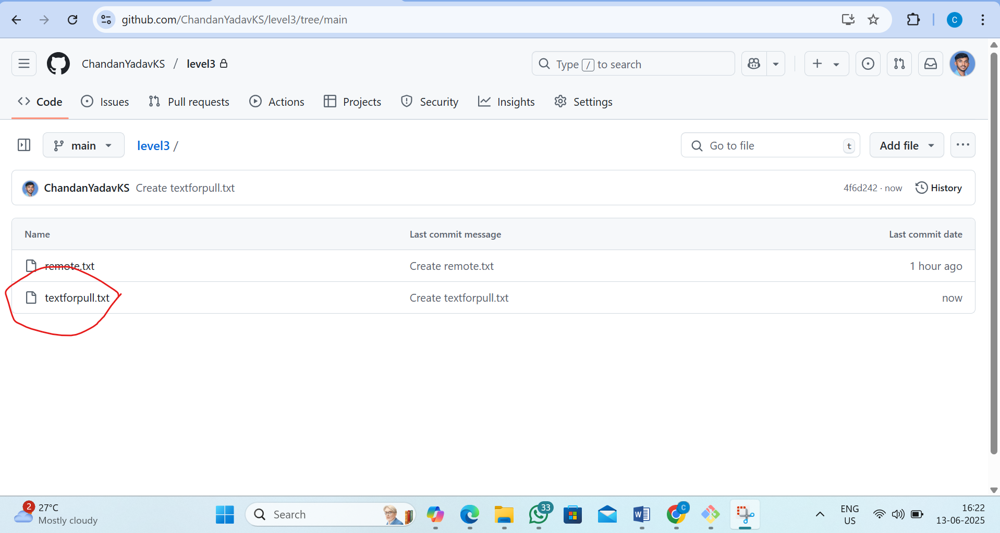 github.com/ChandanYadavKS/level3/tree/main
C
ChandanYadavKS / level3
Type / to search
Code Issues Pull requests Actions Projects Security Insights Settings
main level3 / Go to file t Add file
ChandanYadavKS Create textforpull.txt 4f6d242 · now History
Name Last commit message Last commit date
remote.txt Create remote.txt 1 hour ago
textforpull.txt Create textforpull.txt now
2 27°C
Mostly cloudy
Search
33
W
C
ENG
US
16:22
13-06-2025